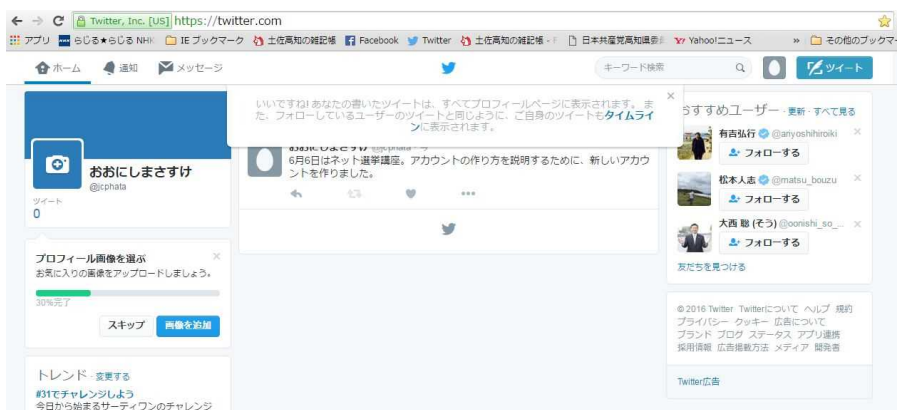 Twitter, Inc. [US] https://twitter.com
アプリ らじる★らじる NHK IE ブックマーク 土佐高知の雑記帳 Facebook Twitter 土佐高知の雑記帳 - 日本共産党高知県委 Yahoo!ニュース » その他のブックマ
ホーム 通知 メッセージ キーワード検索 ツイート
いいですね! あなたの書いたツイートは、すべてプロフィールページに表示されます。 ま
た、フォローしているユーザーのツイートと同じように、ご自身のツイートもタイムライ
ンに表示されます。
おおにしまさすけ
@jcphata
ツイート
0
プロフィール画像を選ぶ
お気に入りの画像をアップロードしましょう。
30%完了
スキップ 画像を追加
トレンド · 変更する
#31でチャレンジしよう
今日から始まるサーティワンのチャレンジ
おおにしまさすけ @jcphata
6月6日はネット選挙講座。アカウントの作り方を説明するために、新しいアカウ
ントを作りました。
おすすめユーザー · 更新 · すべて見る
有吉弘行 @ariyoshihiroiki
フォローする
松本人志 @matsu_bouzu
フォローする
大西 聡 (そう) @oonishi_so_...
フォローする
友だちを見つける
© 2016 Twitter Twitterについて ヘルプ 規約
プライバシー クッキー 広告について
ブランド ブログ ステータス アプリ連携
採用情報 広告掲載方法 メディア 開発者
Twitter広告